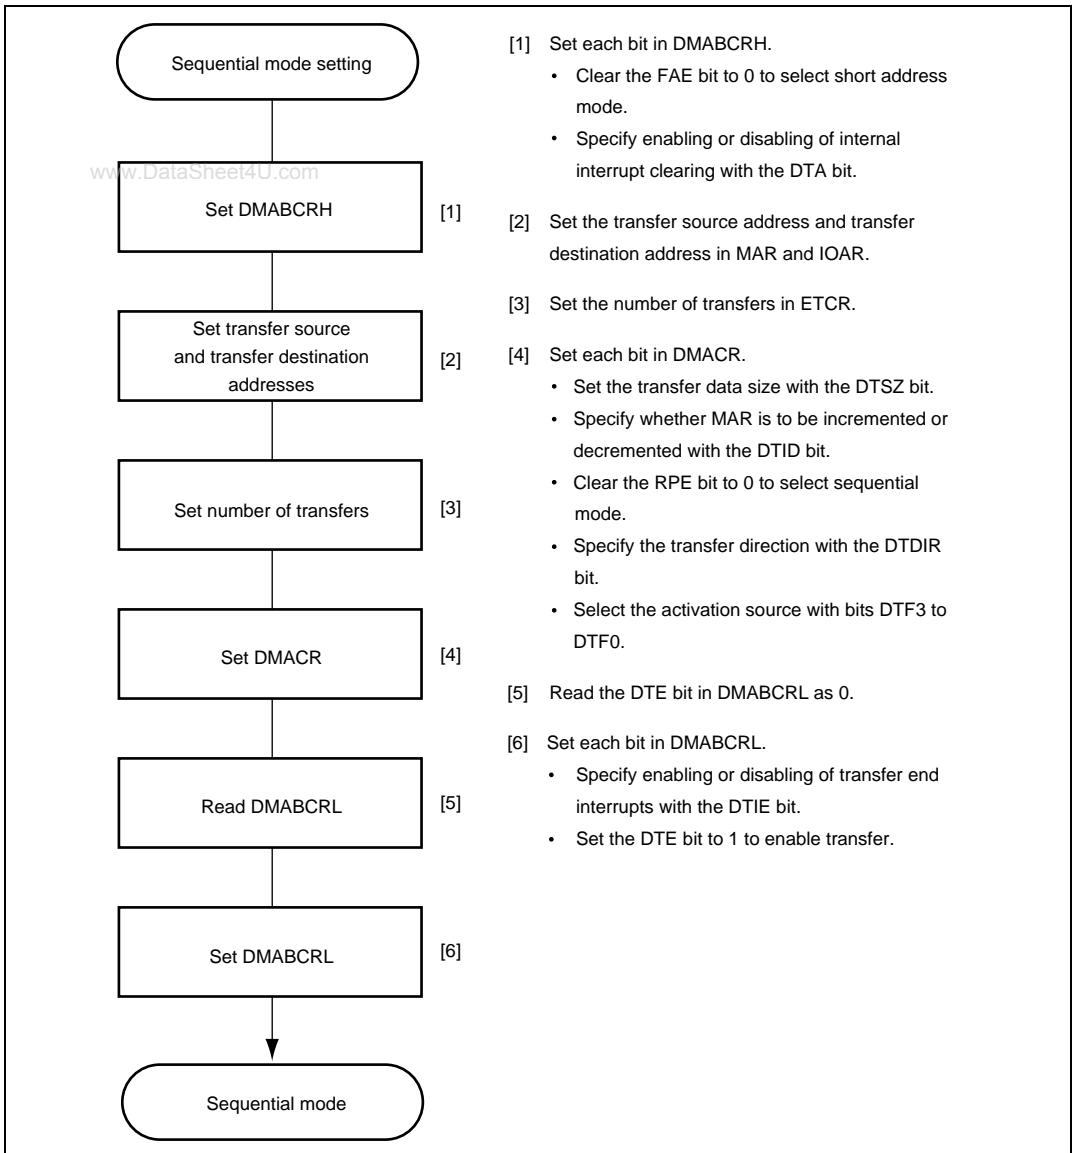 Sequential mode setting
www.DataSheet4U.com
Set DMABCRH
[1]
Set transfer source
and transfer destination
addresses
[2]
Set number of transfers
[3]
Set DMACR
[4]
Read DMABCRL
[5]
Set DMABCRL
[6]
Sequential mode
[1] Set each bit in DMABCRH.
• Clear the FAE bit to 0 to select short address
mode.
• Specify enabling or disabling of internal
interrupt clearing with the DTA bit.
[2] Set the transfer source address and transfer
destination address in MAR and IOAR.
[3] Set the number of transfers in ETCR.
[4] Set each bit in DMACR.
• Set the transfer data size with the DTSZ bit.
• Specify whether MAR is to be incremented or
decremented with the DTID bit.
• Clear the RPE bit to 0 to select sequential
mode.
• Specify the transfer direction with the DTDIR
bit.
• Select the activation source with bits DTF3 to
DTF0.
[5] Read the DTE bit in DMABCRL as 0.
[6] Set each bit in DMABCRL.
• Specify enabling or disabling of transfer end
interrupts with the DTIE bit.
• Set the DTE bit to 1 to enable transfer.